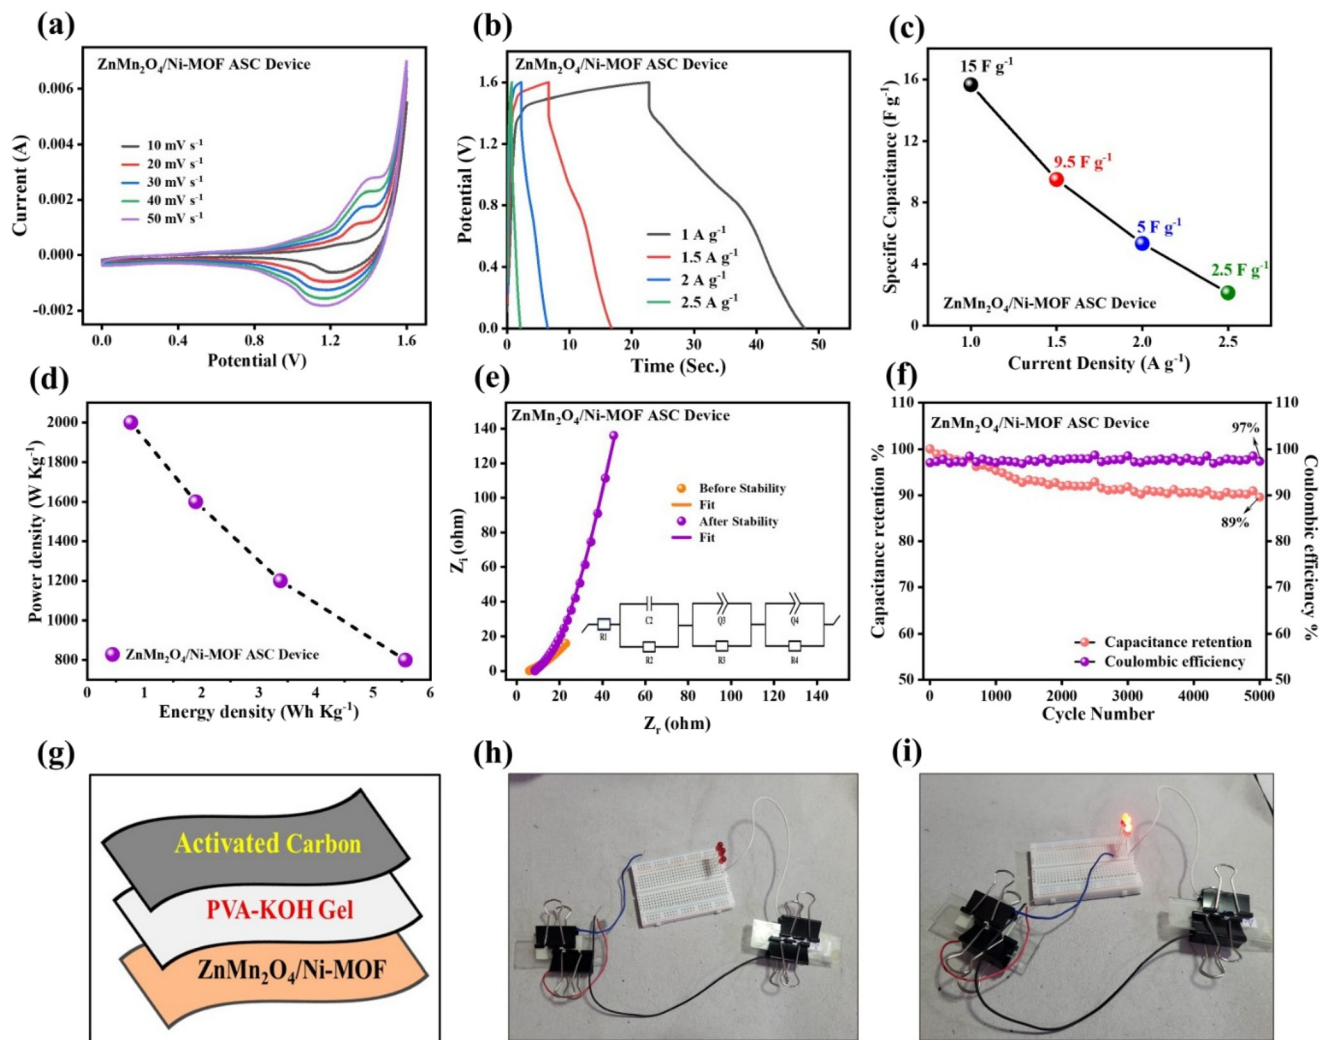 (a)
ZnMn₂O₄/Ni-MOF ASC Device
10 mV s⁻¹
20 mV s⁻¹
30 mV s⁻¹
40 mV s⁻¹
50 mV s⁻¹
Current (A)
0.006
0.004
0.002
0.000
-0.002
0.0 0.4 0.8 1.2 1.6
Potential (V)
(b)
ZnMn₂O₄/Ni-MOF ASC Device
Potential (V)
1.6
1.2
0.8
0.4
0.0
1 A g⁻¹
1.5 A g⁻¹
2 A g⁻¹
2.5 A g⁻¹
0 10 20 30 40 50
Time (Sec.)
(c)
Specific Capacitance (F g⁻¹)
16
12
8
4
0
15 F g⁻¹
9.5 F g⁻¹
5 F g⁻¹
2.5 F g⁻¹
ZnMn₂O₄/Ni-MOF ASC Device
1.0 1.5 2.0 2.5
Current Density (A g⁻¹)
(d)
Power density (W Kg⁻¹)
2000
1800
1600
1400
1200
1000
800
ZnMn₂O₄/Ni-MOF ASC Device
0 1 2 3 4 5 6
Energy density (Wh Kg⁻¹)
(e)
ZnMn₂O₄/Ni-MOF ASC Device
Zᵢ (ohm)
140
120
100
80
60
40
20
0
Before Stability
Fit
After Stability
Fit
C2 Q3 Q4
R1
R2 R3 R4
0 20 40 60 80 100 120 140
Zᵣ (ohm)
(f)
ZnMn₂O₄/Ni-MOF ASC Device
Capacitance retention %
110
100
90
80
70
60
50
97%
89%
Capacitance retention
Coulombic efficiency
110
100
90
80
70
60
50
Coulombic efficiency %
0 1000 2000 3000 4000 5000
Cycle Number
(g)
Activated Carbon
PVA-KOH Gel
ZnMn₂O₄/Ni-MOF
(h)
(i)